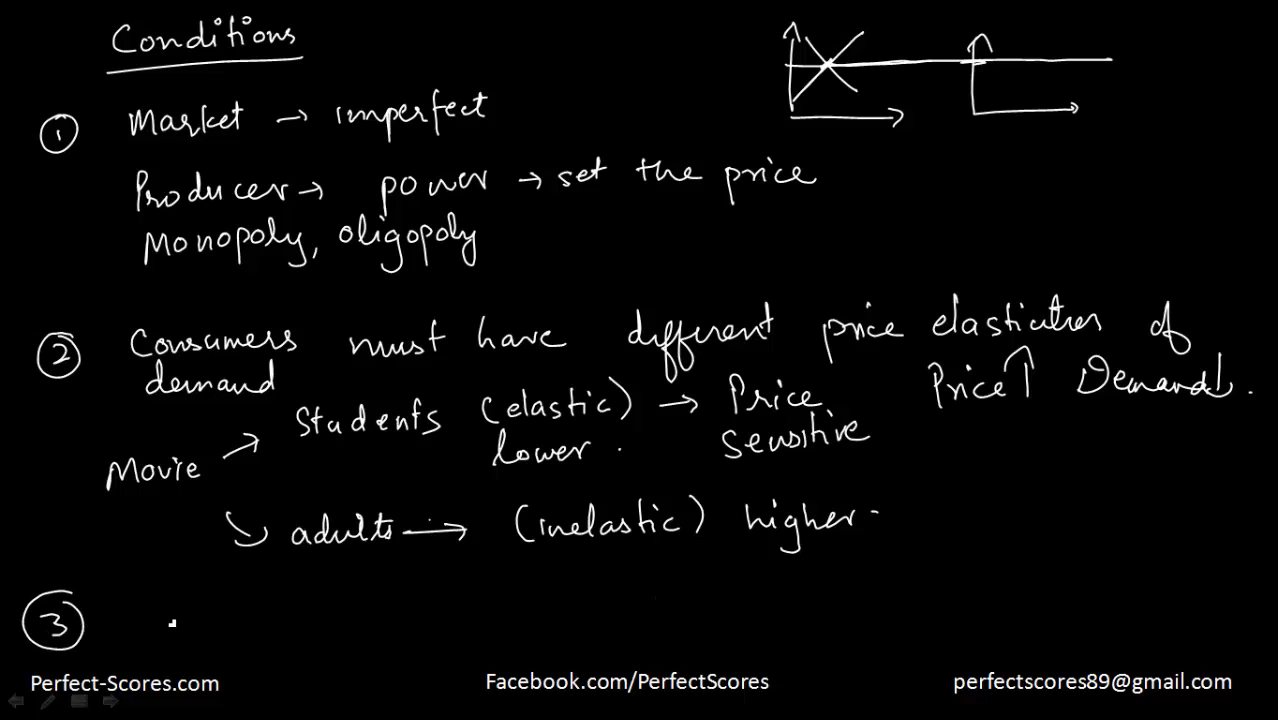 Conditions
① Market → imperfect
Producer → power → set the price
Monopoly, oligopoly
② Consumers must have different price elasticities of
demand
Price↑ Demand↓.
Students (elastic) → Price
lower. sensitive
Movie
adults → (inelastic) higher.
③
Perfect-Scores.com
Facebook.com/PerfectScores
perfectscores89@gmail.com